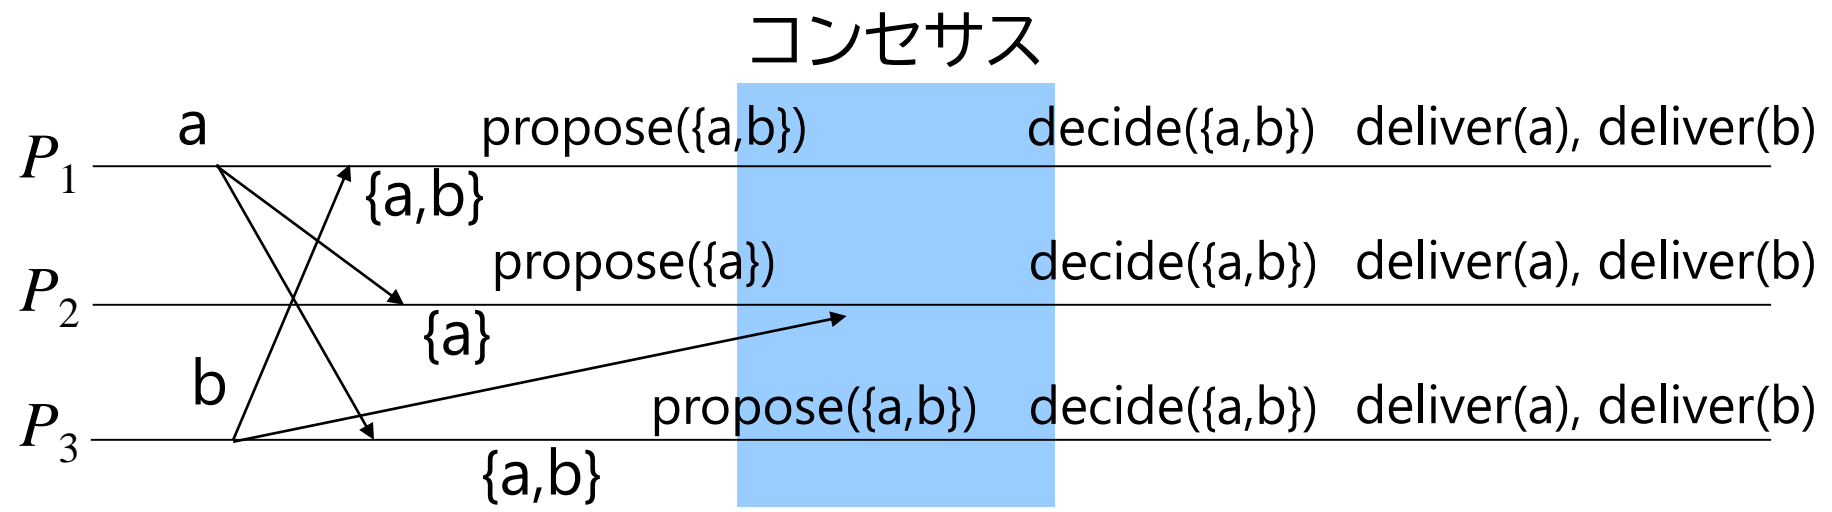 コンセサス
a propose({a,b}) decide({a,b}) deliver(a), deliver(b)
P1
{a,b}
propose({a}) decide({a,b}) deliver(a), deliver(b)
P2
{a}
b propose({a,b}) decide({a,b}) deliver(a), deliver(b)
P3
{a,b}